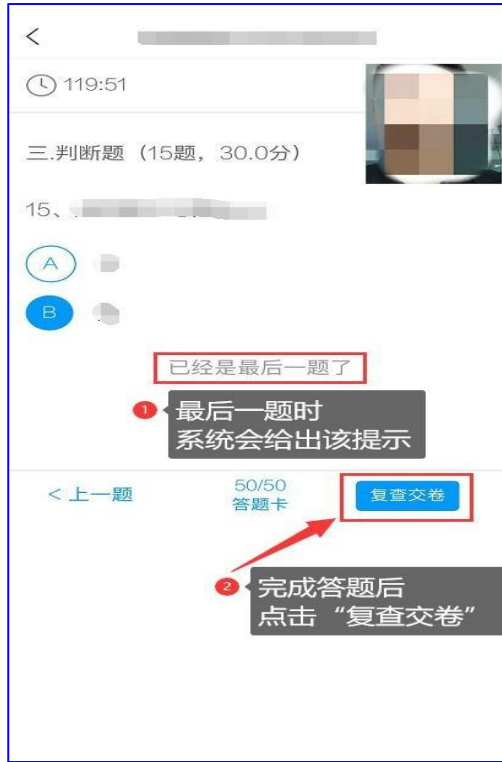 <
119:51
三.判断题（15题，30.0分）
15、
A
B
已经是最后一题了
1 最后一题时
系统会给出该提示
< 上一题
50/50
答题卡
复查交卷
2 完成答题后
点击“复查交卷”